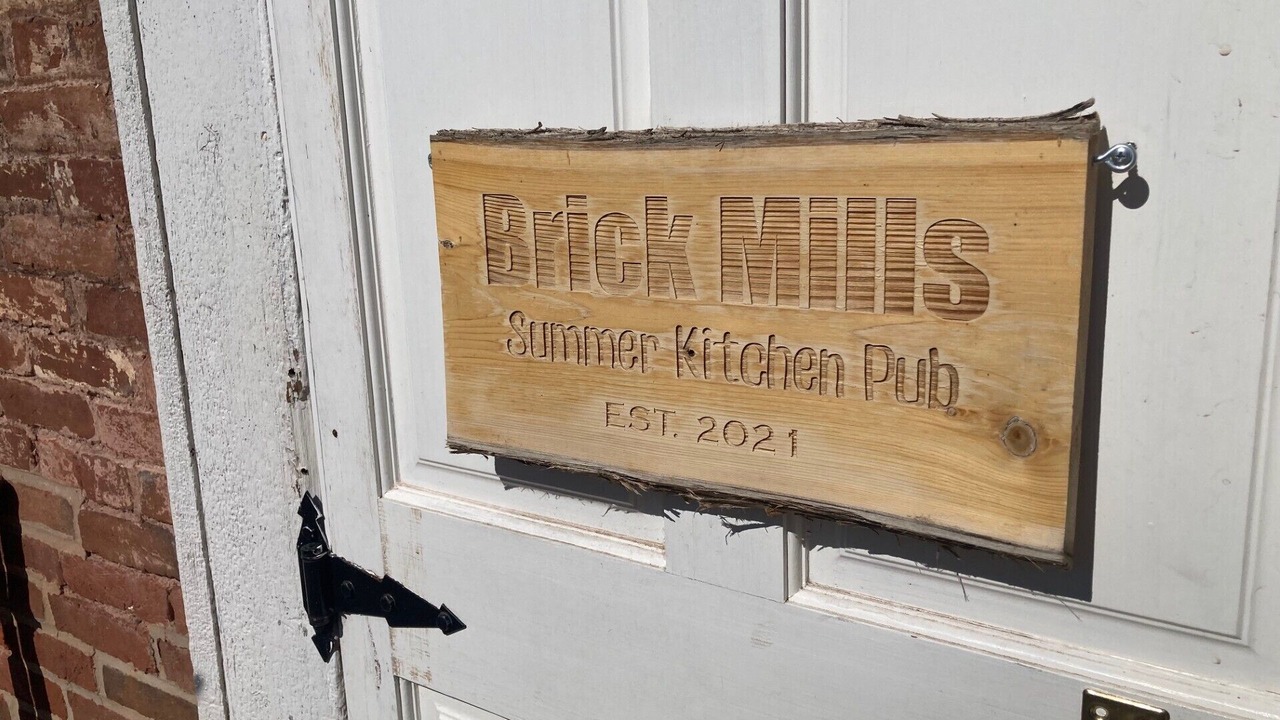 Brick Mills
Summer Kitchen Pub
EST. 2021